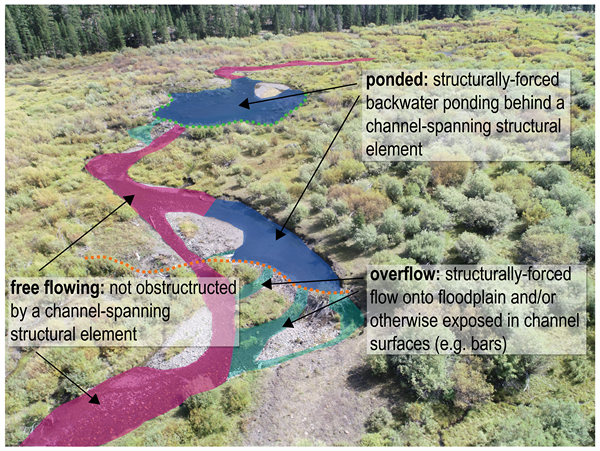 ponded: structurally-forced
backwater ponding behind a
channel-spanning structural
element
free flowing: not obstructructed
by a channel-spanning
structural element
overflow: structurally-forced
flow onto floodplain and/or
otherwise exposed in channel
surfaces (e.g. bars)